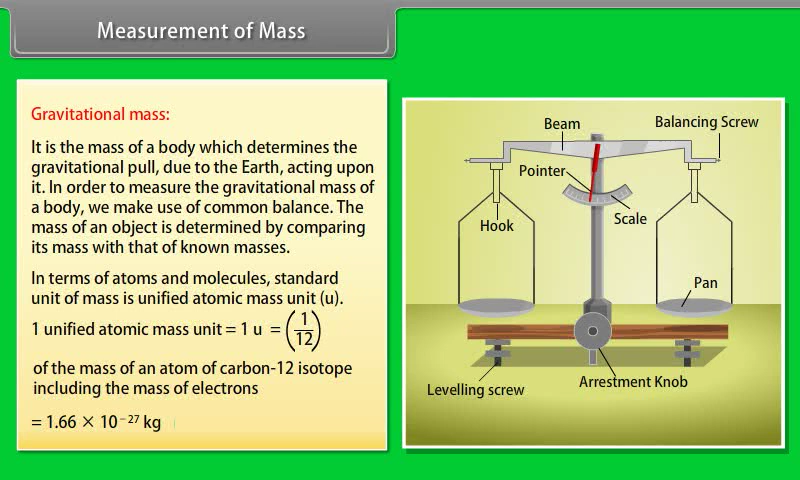 Measurement of Mass
Gravitational mass:
It is the mass of a body which determines the
gravitational pull, due to the Earth, acting upon
it. In order to measure the gravitational mass of
a body, we make use of common balance. The
mass of an object is determined by comparing
its mass with that of known masses.
In terms of atoms and molecules, standard
unit of mass is unified atomic mass unit (u).
1 unified atomic mass unit = 1 u = (1/12)
of the mass of an atom of carbon-12 isotope
including the mass of electrons
= 1.66 × 10⁻²⁷ kg
Beam
Balancing Screw
Pointer
Scale
Hook
Pan
Levelling screw
Arrestment Knob